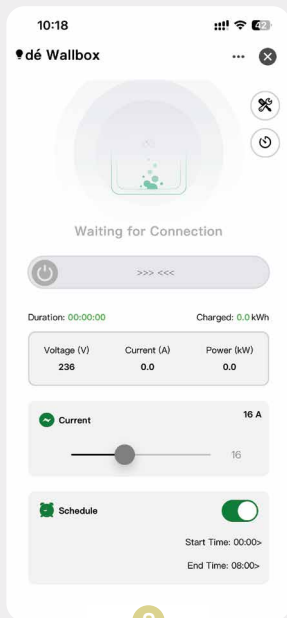 10:18
42
dé Wallbox
Waiting for Connection
>>> <<<
Duration: 00:00:00 Charged: 0.0 kWh
Voltage (V) Current (A) Power (kW)
236 0.0 0.0
Current 16 A
16
Schedule
Start Time: 00:00>
End Time: 08:00>